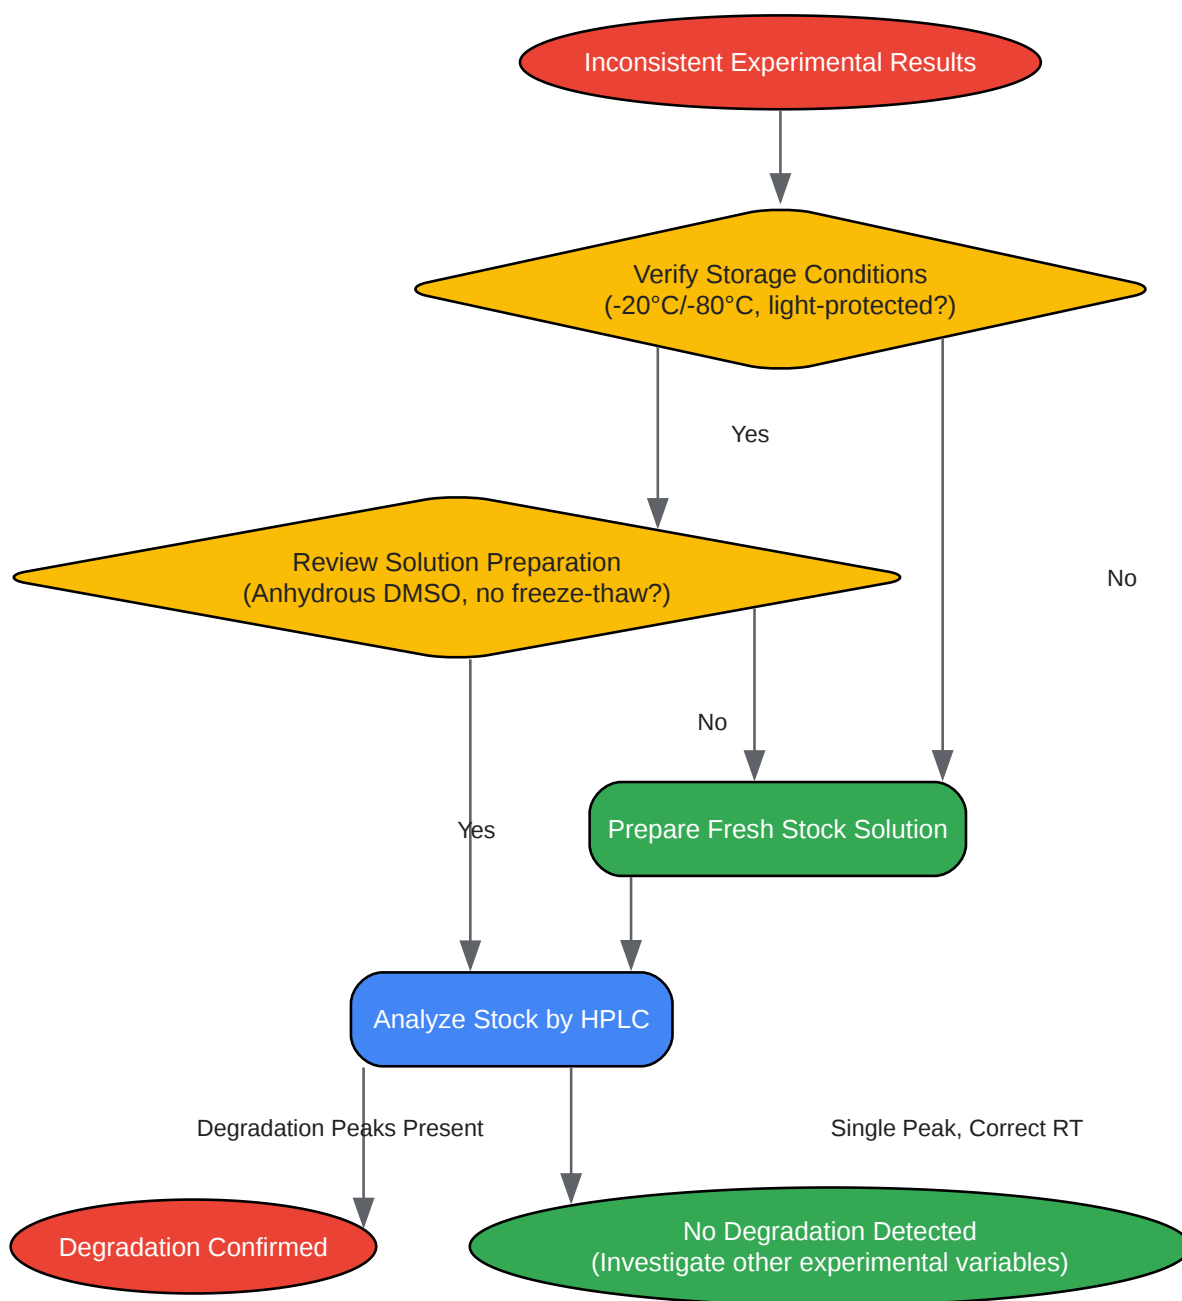 Inconsistent Experimental Results
Verify Storage Conditions
(-20°C/-80°C, light-protected?)
Yes
Review Solution Preparation
(Anhydrous DMSO, no freeze-thaw?)
No
No
Yes
Prepare Fresh Stock Solution
Analyze Stock by HPLC
Degradation Peaks Present
Single Peak, Correct RT
Degradation Confirmed
No Degradation Detected
(Investigate other experimental variables)